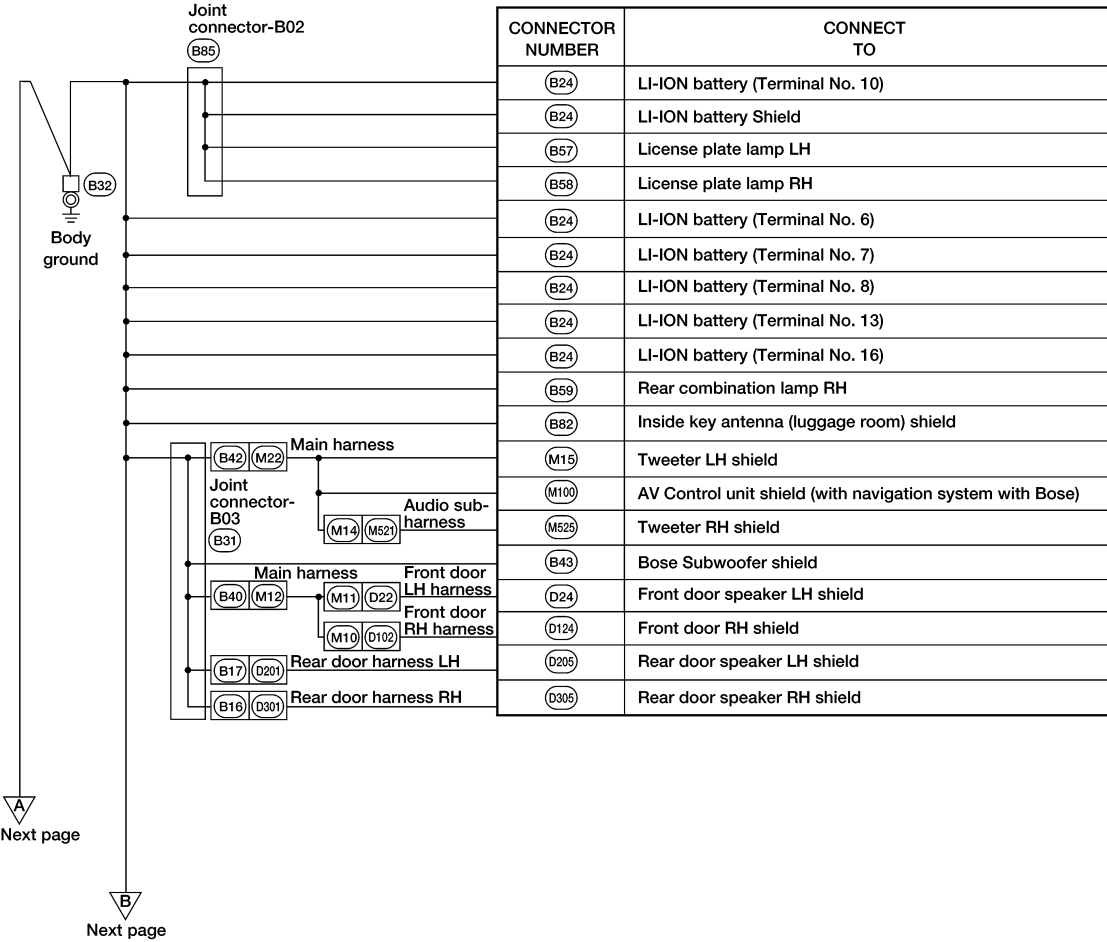 Joint
connector-B02
B85
B32
Body
ground
CONNECTOR
NUMBER
CONNECT
TO
B24
LI-ION battery (Terminal No. 10)
B24
LI-ION battery Shield
B57
License plate lamp LH
B58
License plate lamp RH
B24
LI-ION battery (Terminal No. 6)
B24
LI-ION battery (Terminal No. 7)
B24
LI-ION battery (Terminal No. 8)
B24
LI-ION battery (Terminal No. 13)
B24
LI-ION battery (Terminal No. 16)
B59
Rear combination lamp RH
B82
Inside key antenna (luggage room) shield
B42 M22
Main harness
M15
Tweeter LH shield
Joint
connector-
B03
B31
M100
AV Control unit shield (with navigation system with Bose)
M14 M521
Audio sub-
harness
M525
Tweeter RH shield
B43
Bose Subwoofer shield
B40 M12
Main harness
M11 D22
Front door
LH harness
D24
Front door speaker LH shield
M10 D102
Front door
RH harness
D124
Front door RH shield
B17 D201
Rear door harness LH
D205
Rear door speaker LH shield
B16 D301
Rear door harness RH
D305
Rear door speaker RH shield
A
Next page
B
Next page